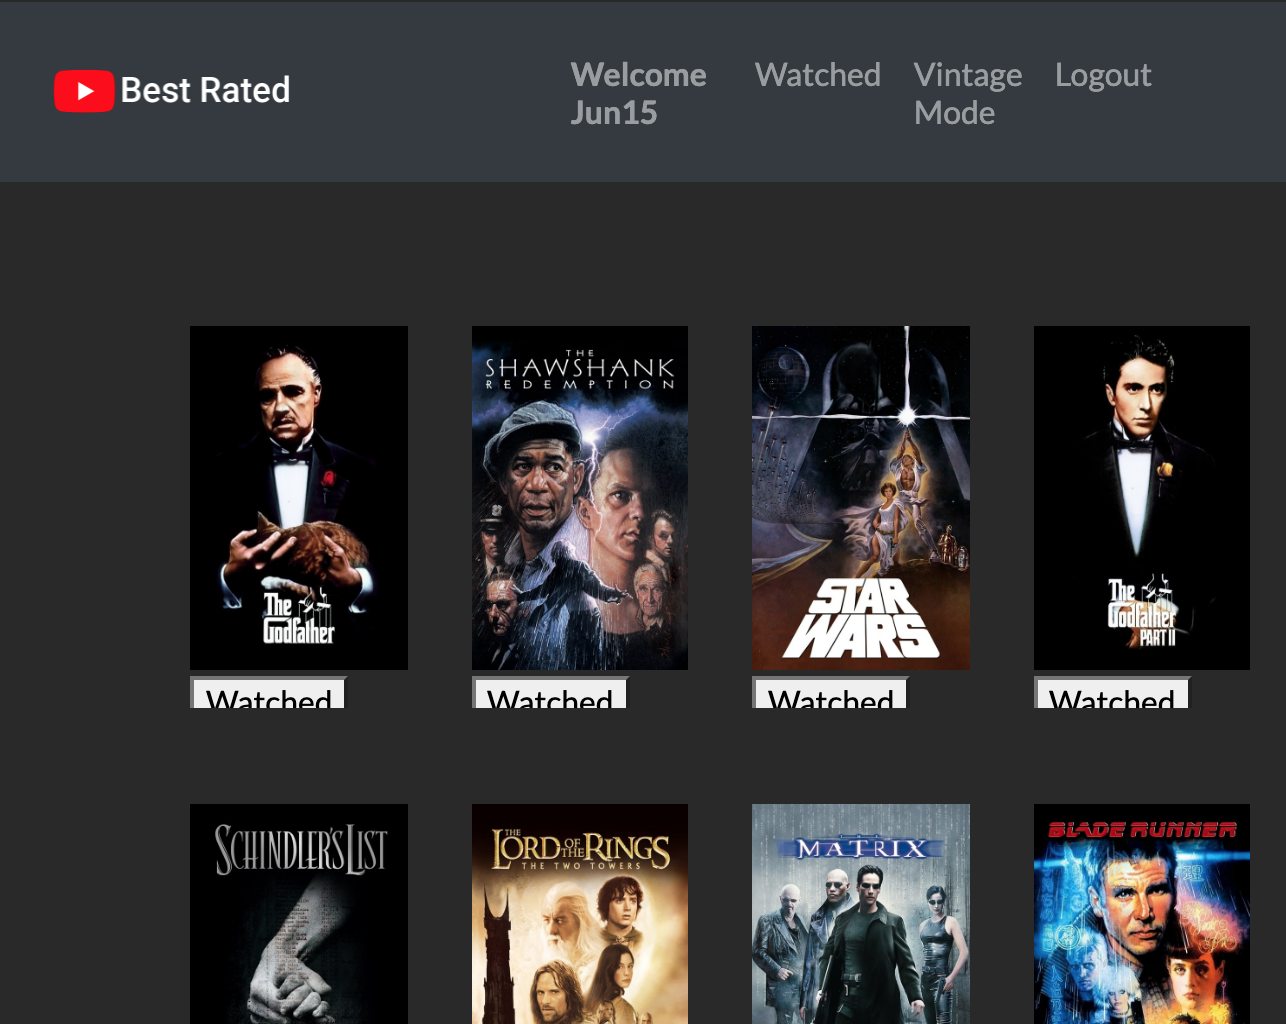 Best Rated
Welcome
Jun15
Watched
Vintage
Mode
Logout
THE
SHAWSHANK
REDEMPTION
STAR
WARS
The
Godfather
The
Godfather
PART II
Watched
Watched
Watched
Watched
SCHINDLER'S LIST
THE
LORD OF THE RINGS
THE TWO TOWERS
MATRIX
BLADE RUNNER